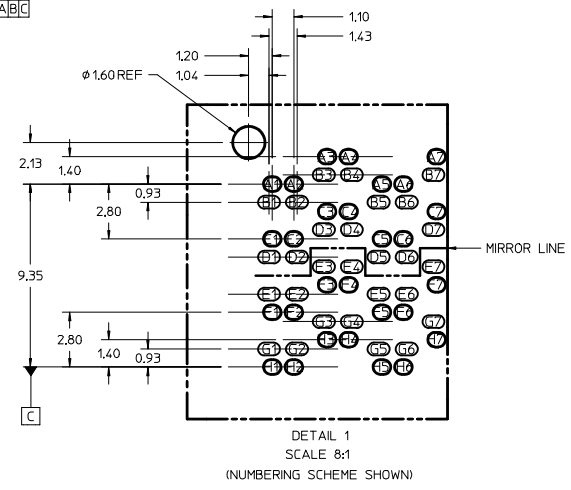 A B C
1.10
1.43
1.20
1.04
Ø1.60 REF
2.13
1.40
0.93
2.80
9.35
2.80
1.40
0.93
A3 A4 A7
B3 B4 B7
A1 A2 A5 A6
B1 B2 B5 B6
C3 C4 C7
D3 D4 D7
C1 C2 C5 C6
D1 D2 D5 D6
MIRROR LINE
E3 E4 E7
F3 F4 F7
E1 E2 E5 E6
F1 F2 F5 F6
G3 G4 G7
H3 H4 H7
G1 G2 G5 G6
H1 H2 H5 H6
C
DETAIL 1
SCALE 8:1
(NUMBERING SCHEME SHOWN)